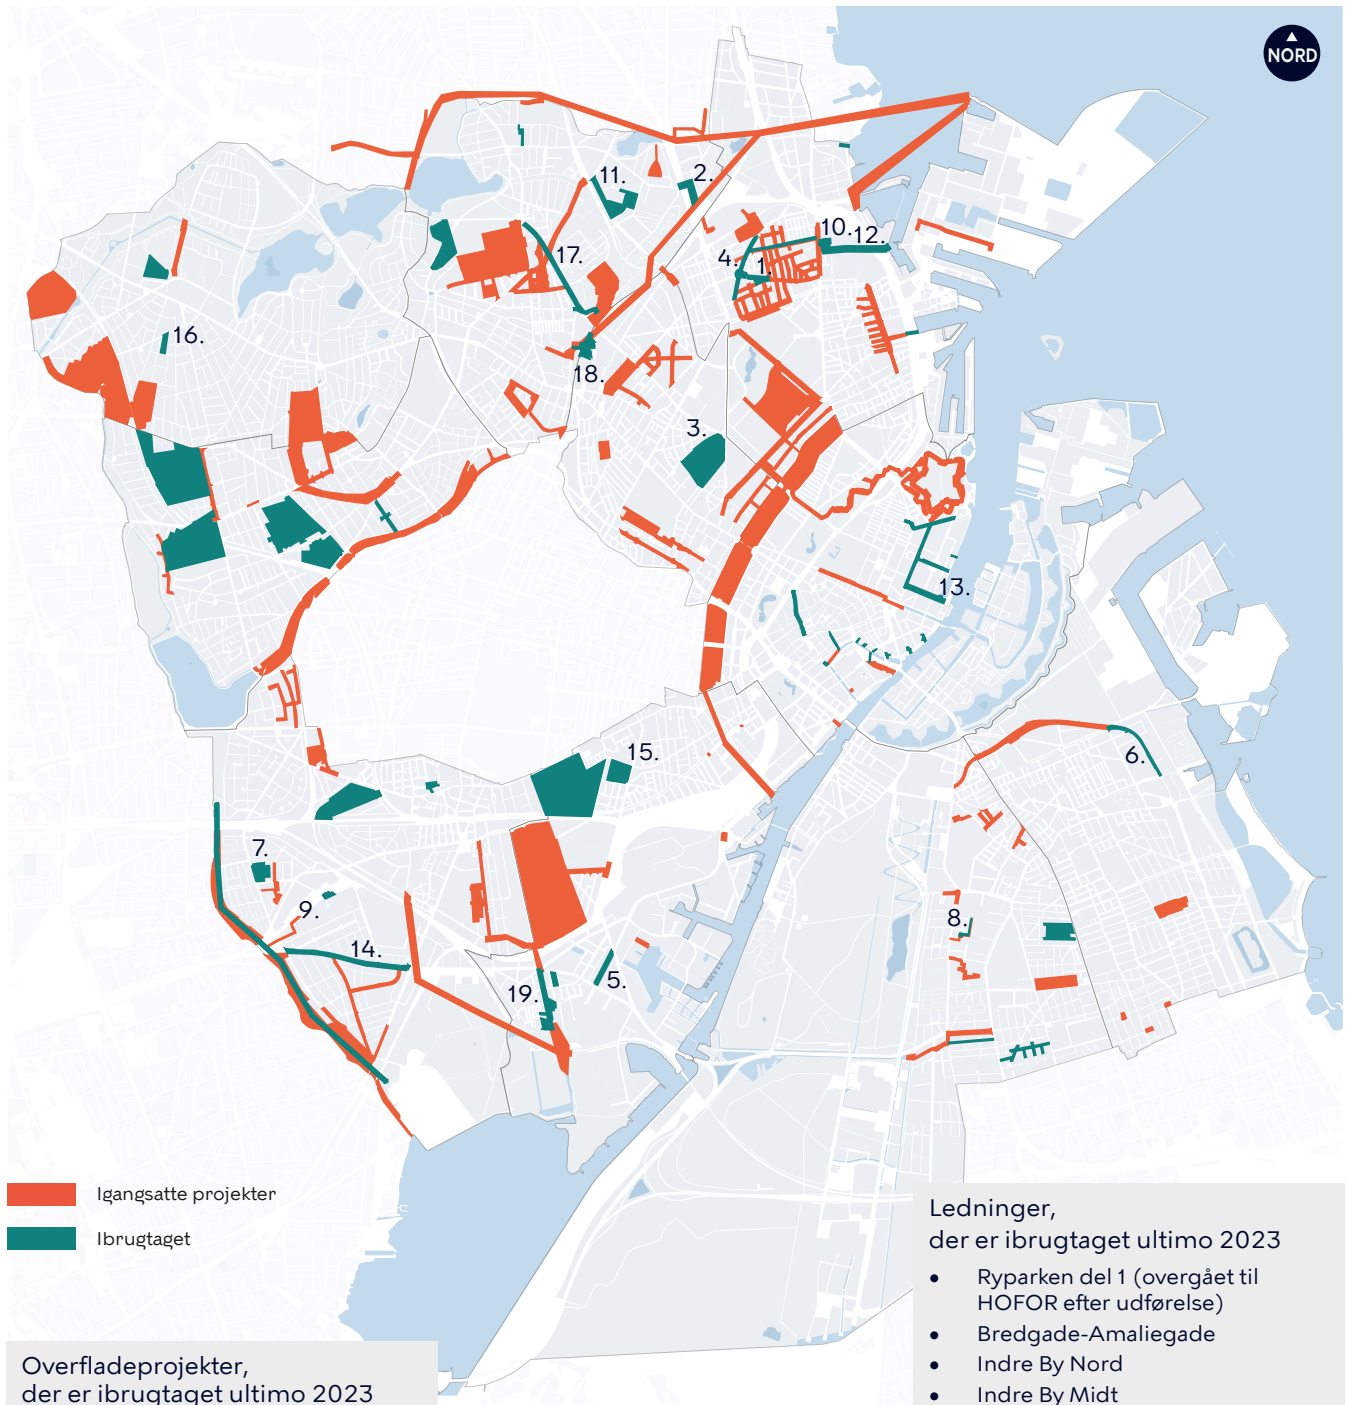 NORD
11.
2.
10.
12.
17.
4.
1.
16.
18.
3.
13.
6.
15.
7.
9.
8.
14.
19.
5.
Igangsatte projekter
Ibrugtaget
Ledninger,
der er ibrugtaget ultimo 2023
• Ryparken del 1 (overgået til
HOFOR efter udførelse)
• Bredgade-Amaliegade
• Indre By Nord
• Indre By Midt
Overfladeprojekter,
der er ibrugtaget ultimo 2023